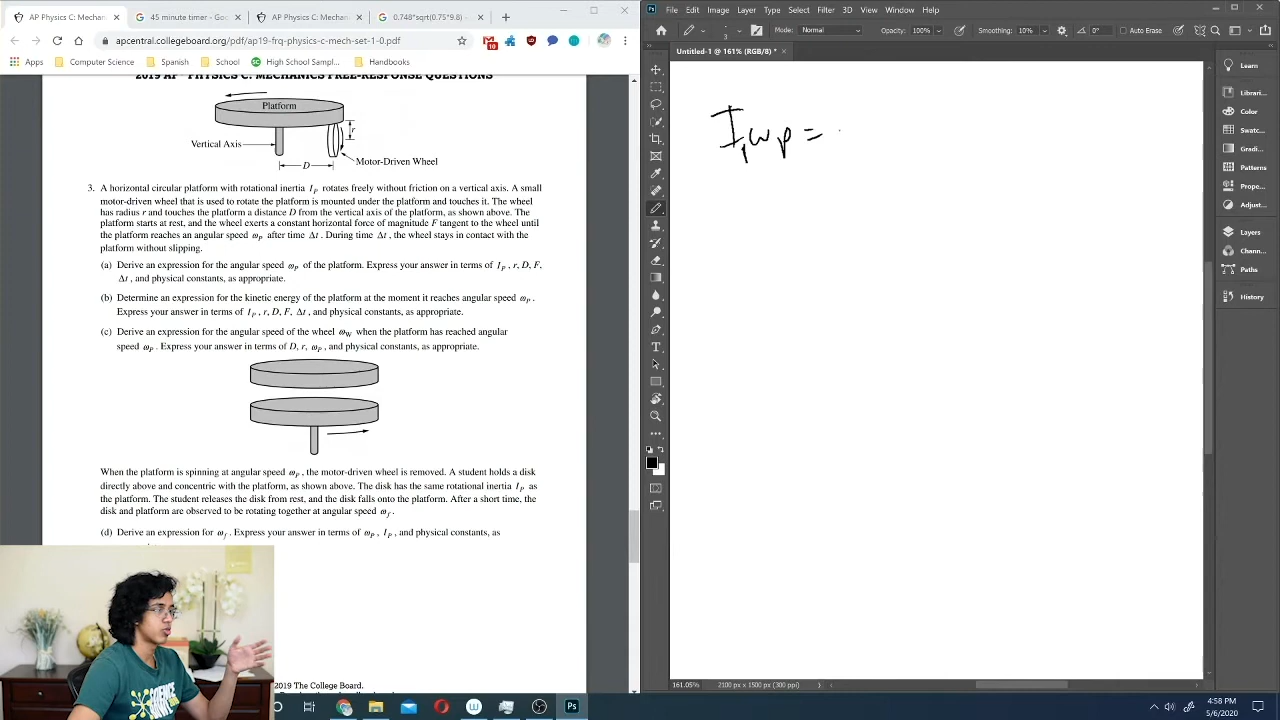 AP Physics C: Mechanics
45 minute timer - Goo
AP Physics C: Mechanics
0.748*sqrt(0.75*9.8)
apcentral.collegeboard.org/pdf/ap19-frq-physics-c-mech-set-1-0.pdf
10
Apps
Computer Science
Spanish
School
High School Sampl...
Handbooks
2019 AP® PHYSICS C: MECHANICS FREE-RESPONSE QUESTIONS
Platform
r
Vertical Axis
Motor-Driven Wheel
D
3. A horizontal circular platform with rotational inertia I_P rotates freely without friction on a vertical axis. A small
motor-driven wheel that is used to rotate the platform is mounted under the platform and touches it. The wheel
has radius r and touches the platform a distance D from the vertical axis of the platform, as shown above. The
platform starts at rest, and the wheel exerts a constant horizontal force of magnitude F tangent to the wheel until
the platform reaches an angular speed ω_P after time Δt. During time Δt, the wheel stays in contact with the
platform without slipping.
(a) Derive an expression for the angular speed ω_P of the platform. Express your answer in terms of I_P, r, D, F,
Δt, and physical constants, as appropriate.
(b) Determine an expression for the kinetic energy of the platform at the moment it reaches angular speed ω_P.
Express your answer in terms of I_P, r, D, F, Δt, and physical constants, as appropriate.
(c) Derive an expression for the angular speed of the wheel ω_W when the platform has reached angular
speed ω_P. Express your answer in terms of D, r, ω_P, and physical constants, as appropriate.
When the platform is spinning at angular speed ω_P, the motor-driven wheel is removed. A student holds a disk
directly above and concentric with the platform, as shown above. The disk has the same rotational inertia I_P as
the platform. The student releases the disk from rest, and the disk falls onto the platform. After a short time, the
disk and platform are observed to be rotating together at angular speed ω_f.
(d) Derive an expression for ω_f. Express your answer in terms of ω_P, I_P, and physical constants, as
2019 The College Board.
SCIENCE
File Edit Image Layer Type Select Filter 3D View Window Help
3
Mode: Normal
Opacity: 100%
Smoothing: 10%
0°
Auto Erase
Untitled-1 @ 161% (RGB/8) *
I_pω_p =
Learn
Librari...
Color
Swatc...
Gradi...
Patterns
Prope...
Adjust...
Layers
Chann...
Paths
History
161.05%
2100 px x 1500 px (300 ppi)
Ps
4:58 PM
5/6/2020